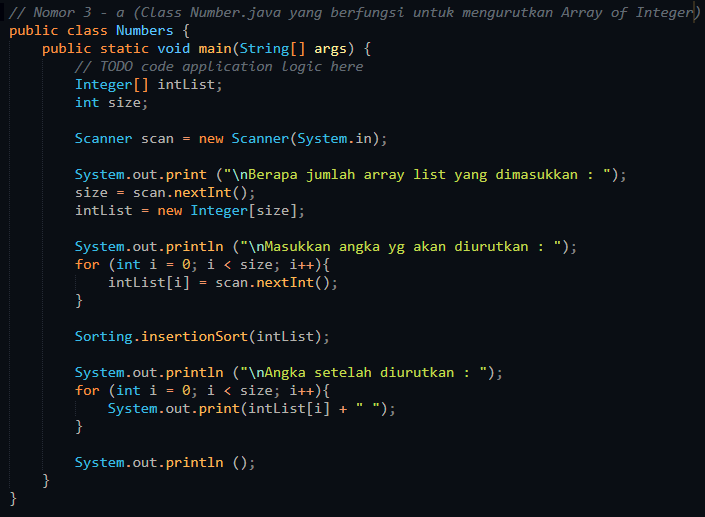 // Nomor 3 - a (Class Number.java yang berfungsi untuk mengurutkan Array of Integer)
public class Numbers {
    public static void main(String[] args) {
        // TODO code application logic here
        Integer[] intList;
        int size;

        Scanner scan = new Scanner(System.in);

        System.out.print ("\nBerapa jumlah array list yang dimasukkan : ");
        size = scan.nextInt();
        intList = new Integer[size];

        System.out.println ("\nMasukkan angka yg akan diurutkan : ");
        for (int i = 0; i < size; i++){
            intList[i] = scan.nextInt();
        }

        Sorting.insertionSort(intList);

        System.out.println ("\nAngka setelah diurutkan : ");
        for (int i = 0; i < size; i++){
            System.out.print(intList[i] + " ");
        }

        System.out.println ();
    }
}